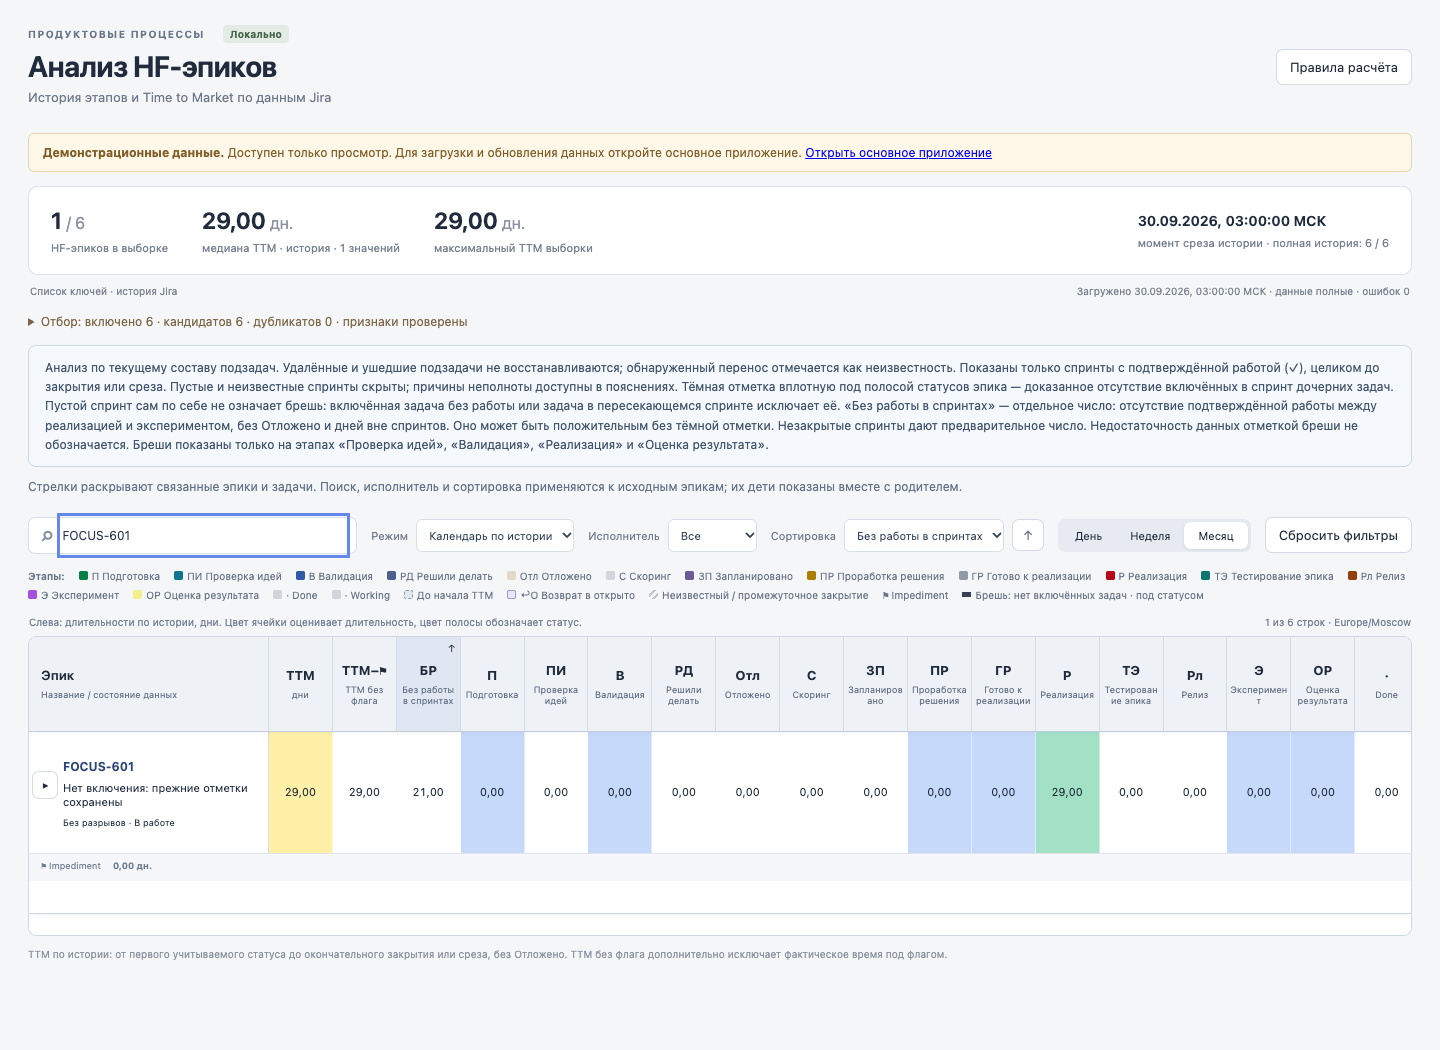 ПРОДУКТОВЫЕ ПРОЦЕССЫ Локально
Анализ HF-эпиков
Правила расчёта
История этапов и Time to Market по данным Jira
Демонстрационные данные. Доступен только просмотр. Для загрузки и обновления данных откройте основное приложение. Открыть основное приложение
1 / 6
HF-эпиков в выборке
29,00 дн.
медиана ТТМ · история · 1 значений
29,00 дн.
максимальный ТТМ выборки
30.09.2026, 03:00:00 МСК
момент среза истории · полная история: 6 / 6
Список ключей · история Jira
Загружено 30.09.2026, 03:00:00 МСК · данные полные · ошибок 0
▶ Отбор: включено 6 · кандидатов 6 · дубликатов 0 · признаки проверены
Анализ по текущему составу подзадач. Удалённые и ушедшие подзадачи не восстанавливаются; обнаруженный перенос отмечается как неизвестность. Показаны только спринты с подтверждённой работой (✓), целиком до
закрытия или среза. Пустые и неизвестные спринты скрыты; причины неполноты доступны в пояснениях. Тёмная отметка вплотную под полосой статусов эпика — доказанное отсутствие включённых в спринт дочерних задач.
Пустой спринт сам по себе не означает брешь: включённая задача без работы или задача в пересекающемся спринте исключает её. «Без работы в спринтах» — отдельное число: отсутствие подтверждённой работы между
реализацией и экспериментом, без Отложено и дней вне спринтов. Оно может быть положительным без тёмной отметки. Незакрытые спринты дают предварительное число. Недостаточность данных отметкой бреши не
обозначается. Бреши показаны только на этапах «Проверка идей», «Валидация», «Реализация» и «Оценка результата».
Стрелки раскрывают связанные эпики и задачи. Поиск, исполнитель и сортировка применяются к исходным эпикам; их дети показаны вместе с родителем.
FOCUS-601 Режим Календарь по истории Исполнитель Все Сортировка Без работы в спринтах ↑ День Неделя Месяц Сбросить фильтры
Этапы: П Подготовка ПИ Проверка идей В Валидация РД Решили делать Отл Отложено С Скоринг ЗП Запланировано ПР Проработка решения ГР Готово к реализации Р Реализация ТЭ Тестирование эпика Рл Релиз
Э Эксперимент ОР Оценка результата · Done · Working До начала ТТМ ↩О Возврат в открыто Неизвестный / промежуточное закрытие ⚑ Impediment Брешь: нет включённых задач · под статусом
Слева: длительности по истории, дни. Цвет ячейки оценивает длительность, цвет полосы обозначает статус.
1 из 6 строк · Europe/Moscow
Эпик
Название / состояние данных
ТТМ
дни
ТТМ–⚑
ТТМ без
флага
↑
БР
Без работы
в спринтах
П
Подготовка
ПИ
Проверка
идей
В
Валидация
РД
Решили
делать
Отл
Отложено
С
Скоринг
ЗП
Запланиров
ано
ПР
Проработка
решения
ГР
Готово к
реализации
Р
Реализация
ТЭ
Тестирован
ие эпика
Рл
Релиз
Э
Эксперимен
т
ОР
Оценка
результата
·
Done
▸
FOCUS-601
Нет включения: прежние отметки
сохранены
Без разрывов · В работе
29,00 29,00 21,00 0,00 0,00 0,00 0,00 0,00 0,00 0,00 0,00 0,00 29,00 0,00 0,00 0,00 0,00 0,00
⚑ Impediment 0,00 дн.
ТТМ по истории: от первого учитываемого статуса до окончательного закрытия или среза, без Отложено. ТТМ без флага дополнительно исключает фактическое время под флагом.